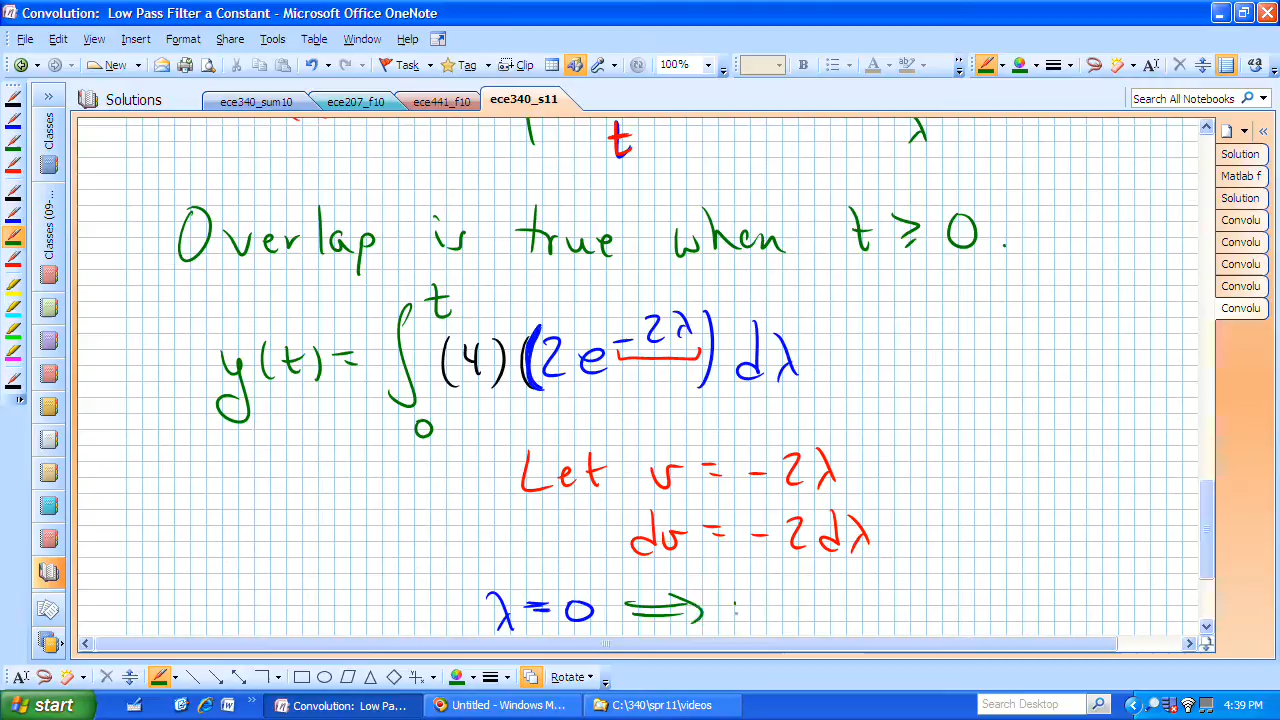 Convolution: Low Pass Filter a Constant - Microsoft Office OneNote
File Edit View Insert Format Share Tools Table Window Help
New Task Tag Clip 100% B
Solutions ece340_sum10 ece207_f10 ece441_f10 ece340_s11 Search All Notebooks
Classes
Classes (09-...
Solution
Matlab f
Solution
Convolu
Convolu
Convolu
Convolu
Convolu
t λ
Overlap is true when t ≥ 0.
y(t) = ∫₀ᵗ (4)(2e^(-2λ)) dλ
Let v = -2λ
dv = -2dλ
λ = 0 ⟹
A Rotate
start Convolution: Low Pa... Untitled - Windows M... C:\340\spr11\videos Search Desktop 4:39 PM